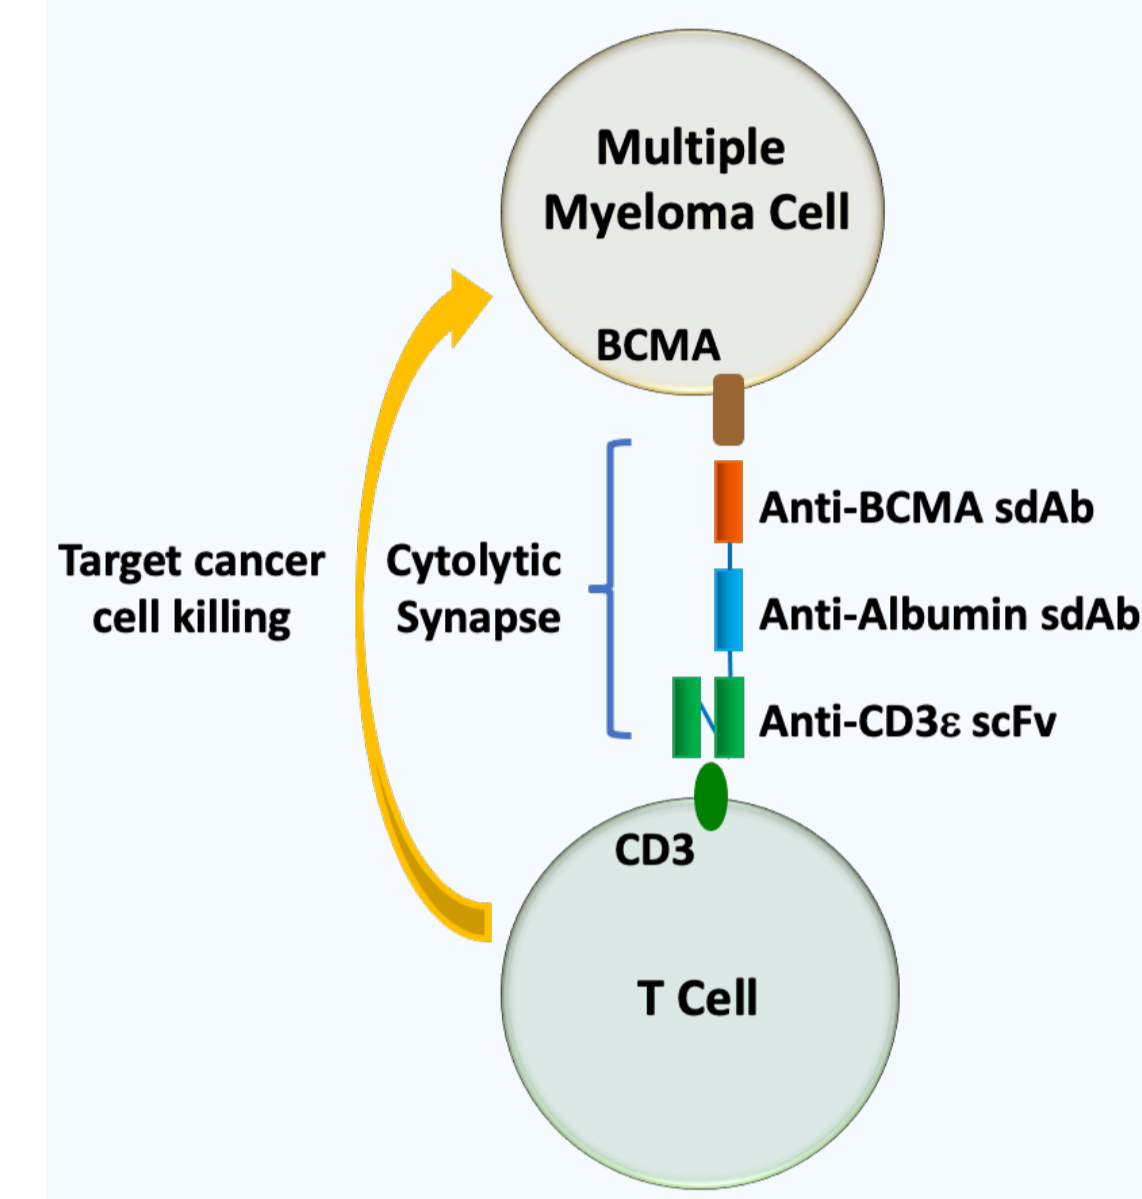 Multiple
Myeloma Cell
BCMA
Target cancer
cell killing
Cytolytic
Synapse
Anti-BCMA sdAb
Anti-Albumin sdAb
Anti-CD3ε scFv
CD3
T Cell